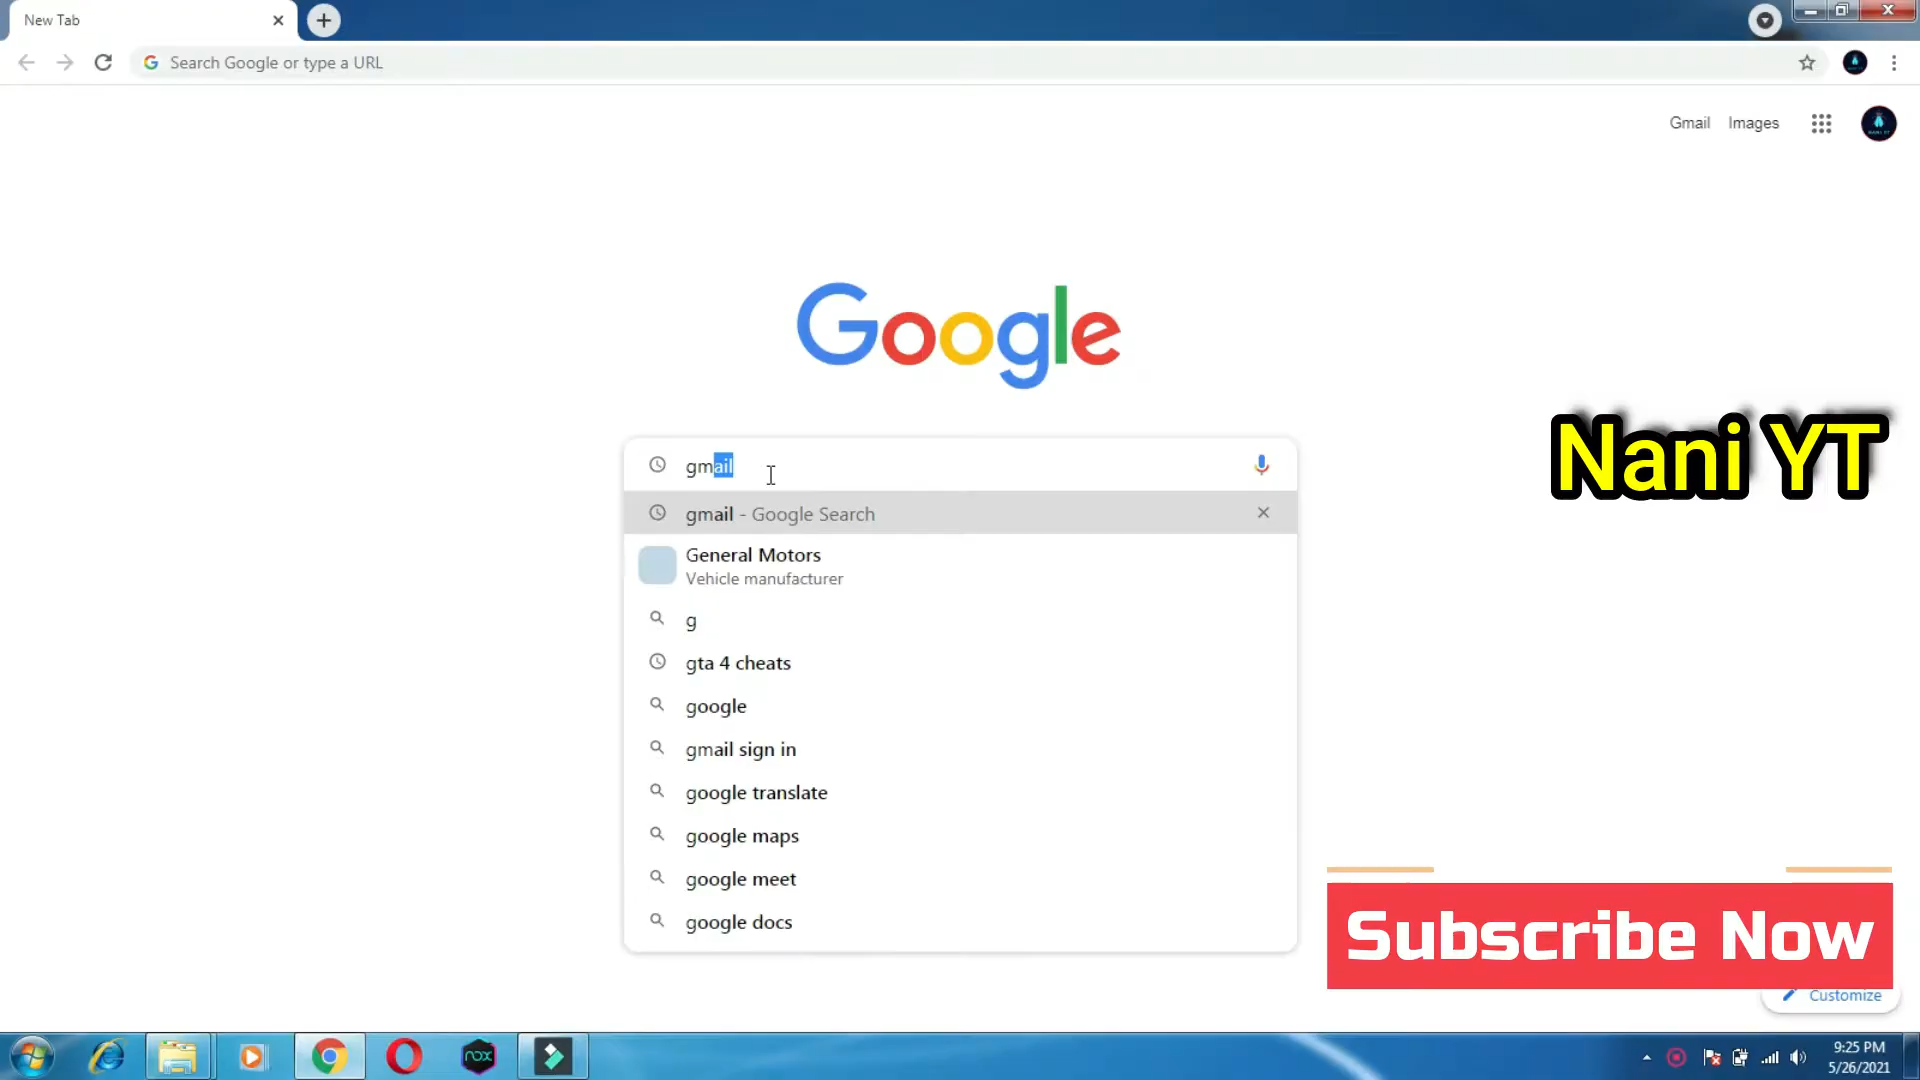 New Tab
Search Google or type a URL
Gmail Images
Google
gmail
gmail - Google Search
General Motors
Vehicle manufacturer
g
gta 4 cheats
google
gmail sign in
google translate
google maps
google meet
google docs
Nani YT
Subscribe Now
Customize
nox
9:25 PM
5/26/2021